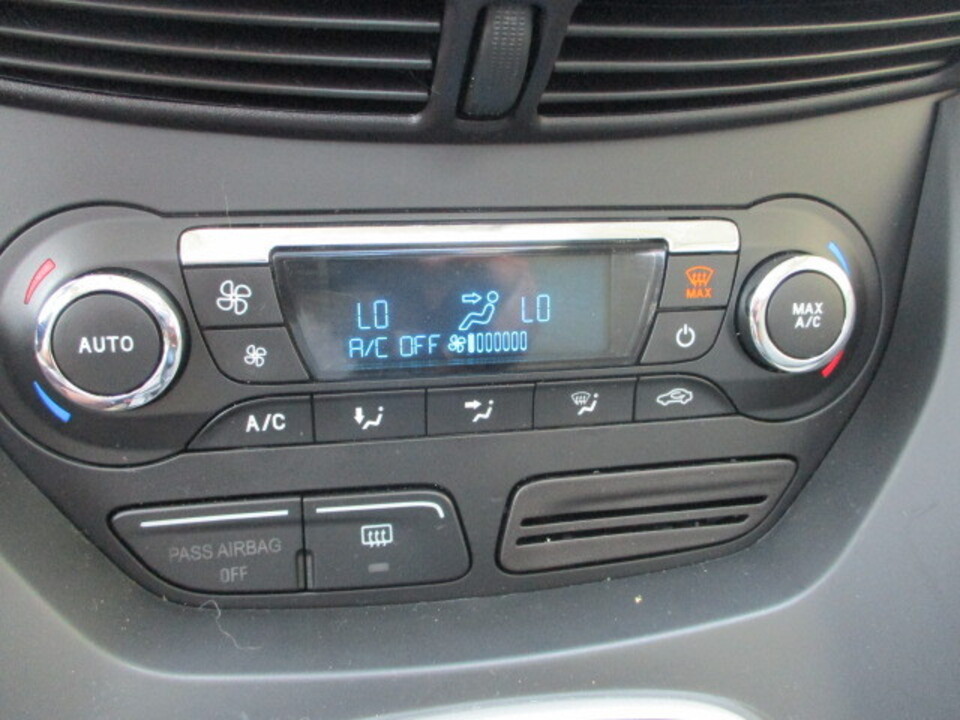 LO LO
A/C OFF
AUTO
MAX
MAX
A/C
A/C
PASS AIRBAG
OFF